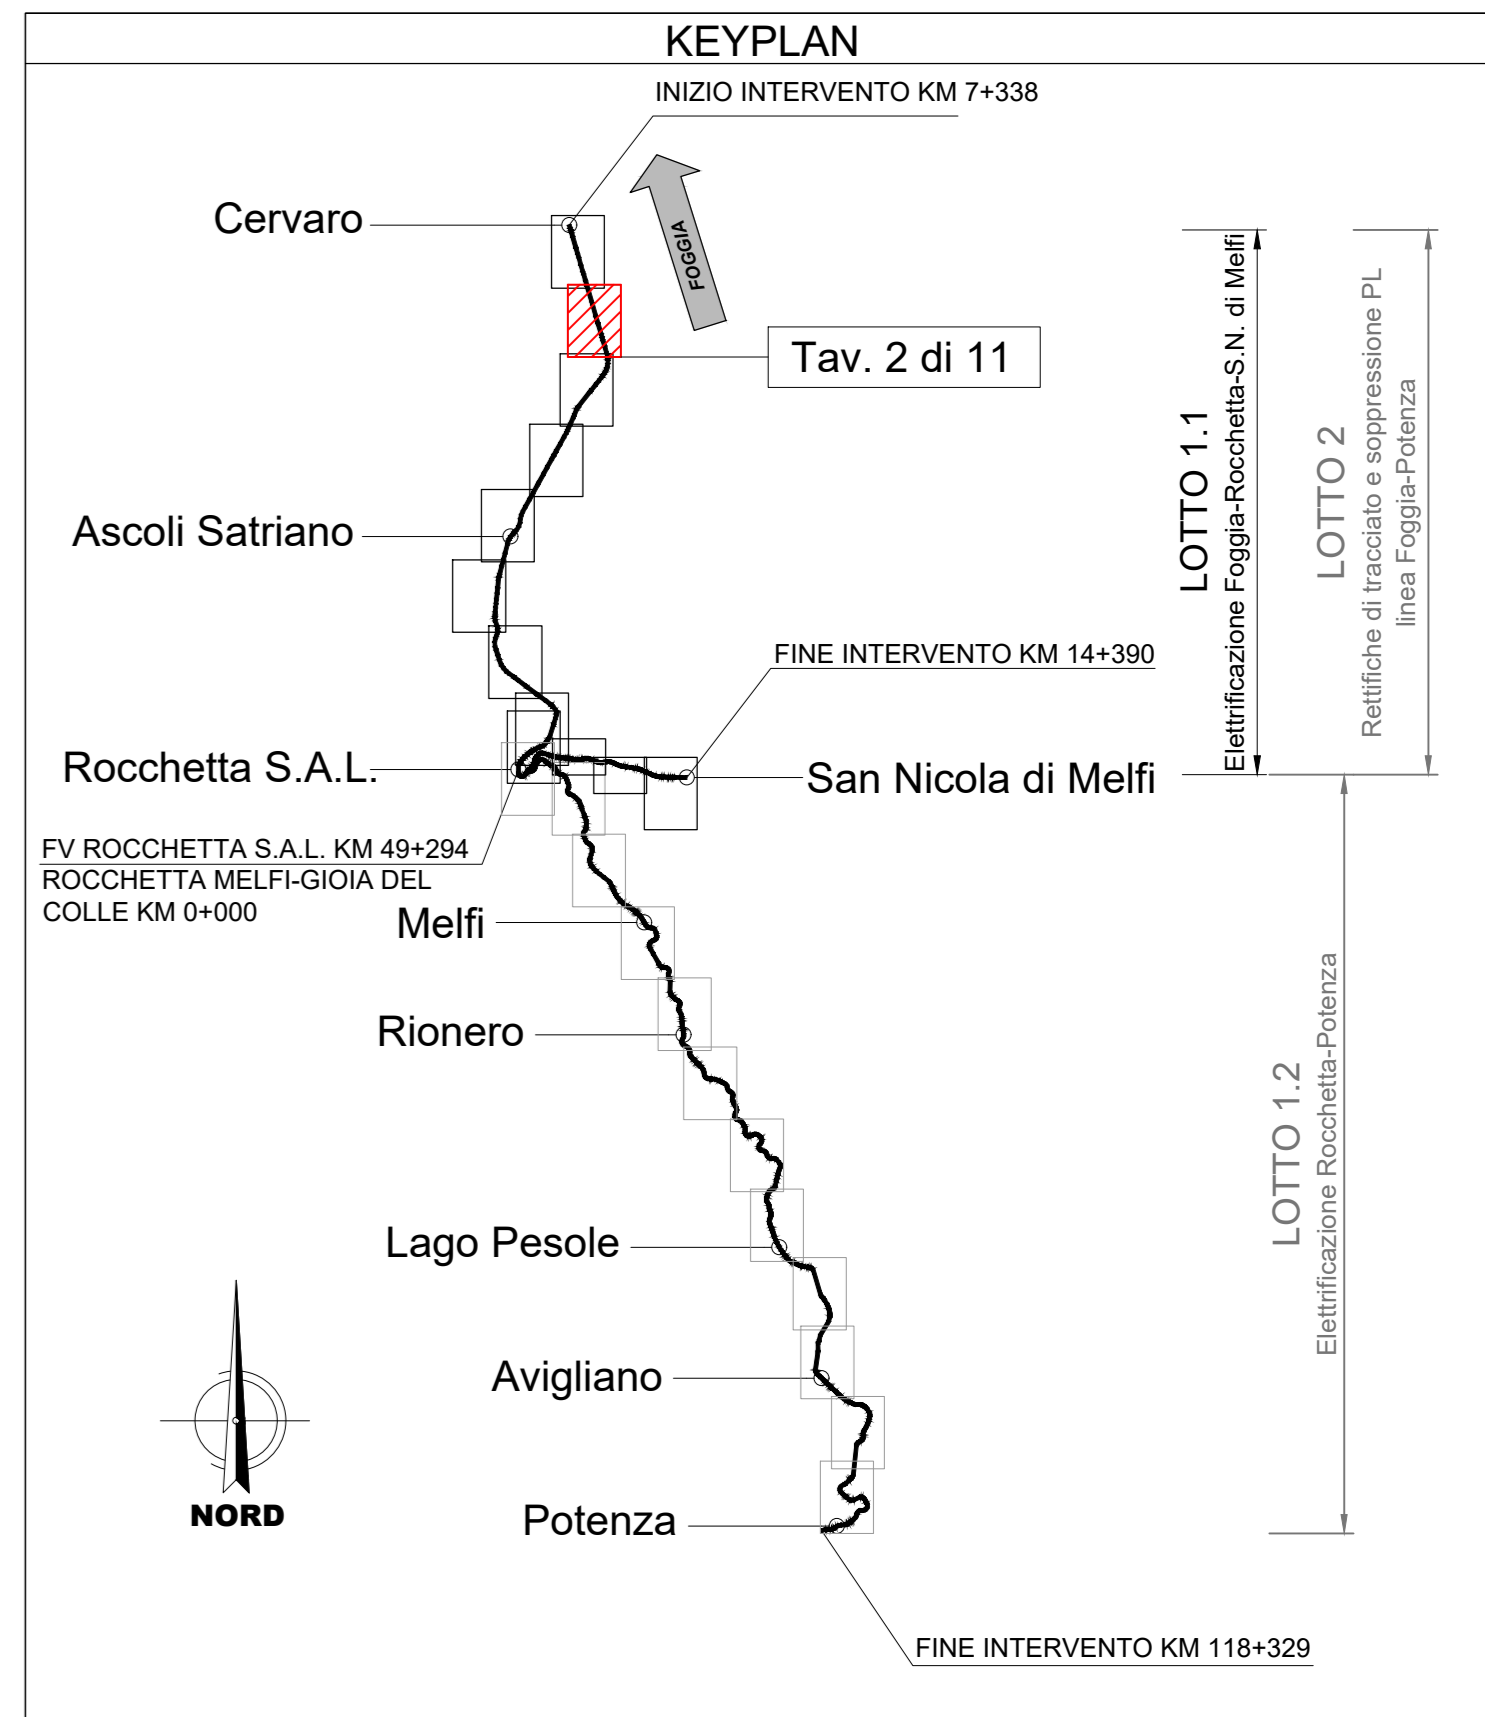 KEYPLAN
INIZIO INTERVENTO KM 7+338
Cervaro
FOGGIA
Tav. 2 di 11
LOTTO 1.1
Elettrificazione Foggia-Rocchetta-S.N. di Melfi
LOTTO 2
Rettifiche di tracciato e soppressione PL
linea Foggia-Potenza
Ascoli Satriano
FINE INTERVENTO KM 14+390
Rocchetta S.A.L.
San Nicola di Melfi
FV ROCCHETTA S.A.L. KM 49+294
ROCCHETTA MELFI-GIOIA DEL
COLLE KM 0+000
Melfi
Rionero
LOTTO 1.2
Elettrificazione Rocchetta-Potenza
Lago Pesole
Avigliano
NORD
Potenza
FINE INTERVENTO KM 118+329